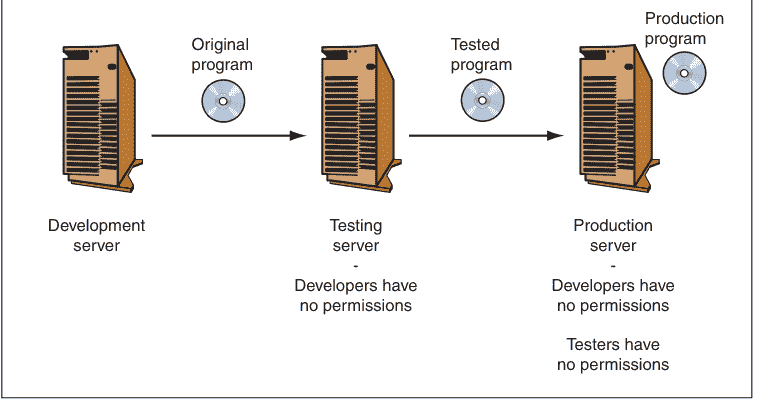 Original
program
Tested
program
Production
program
Development
server
Testing
server
-
Developers have
no permissions
Production
server
-
Developers have
no permissions
Testers have
no permissions